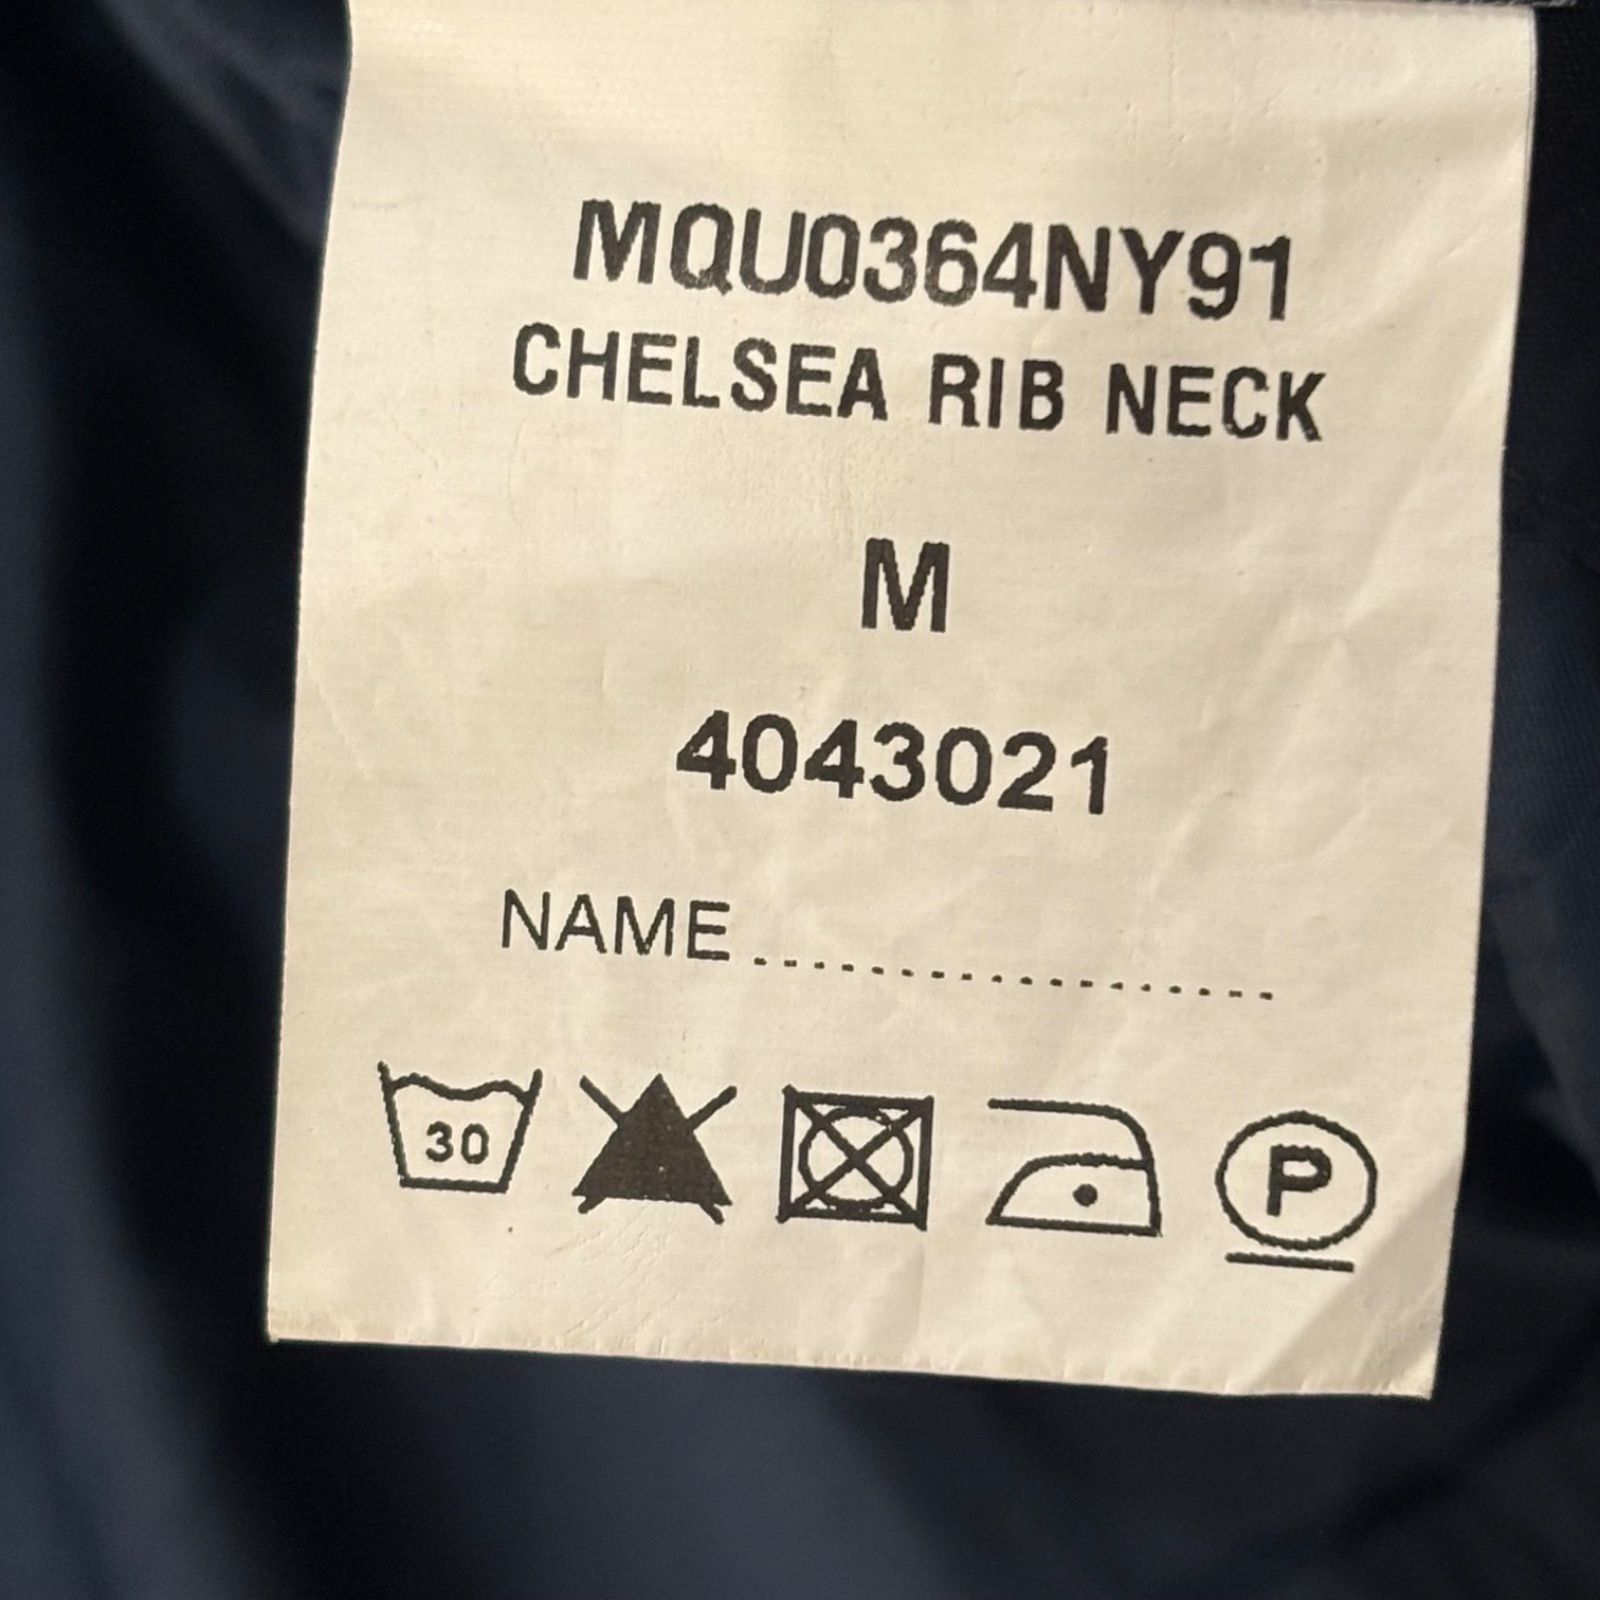 MQU0364NY91
CHELSEA RIB NECK
M
4043021
NAME..................
30
P